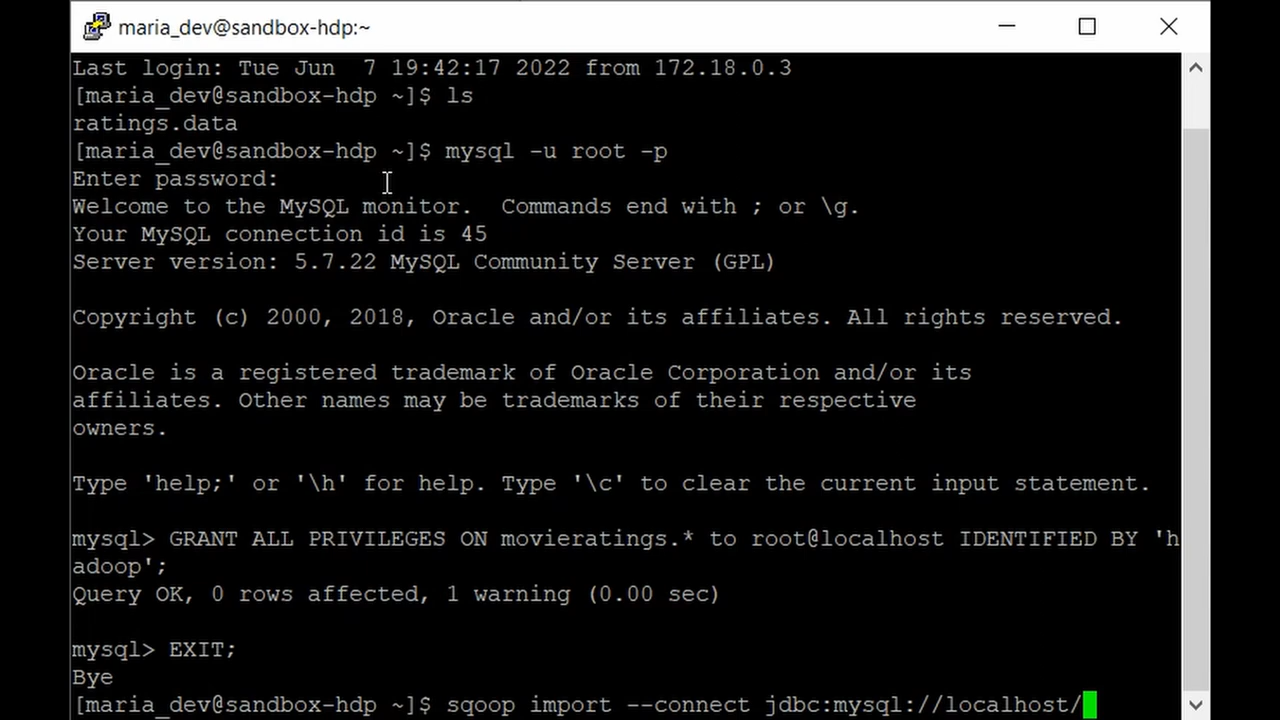 maria_dev@sandbox-hdp:~
Last login: Tue Jun  7 19:42:17 2022 from 172.18.0.3
[maria_dev@sandbox-hdp ~]$ ls
ratings.data
[maria_dev@sandbox-hdp ~]$ mysql -u root -p
Enter password:
Welcome to the MySQL monitor.  Commands end with ; or \g.
Your MySQL connection id is 45
Server version: 5.7.22 MySQL Community Server (GPL)
Copyright (c) 2000, 2018, Oracle and/or its affiliates. All rights reserved.
Oracle is a registered trademark of Oracle Corporation and/or its
affiliates. Other names may be trademarks of their respective
owners.
Type 'help;' or '\h' for help. Type '\c' to clear the current input statement.
mysql> GRANT ALL PRIVILEGES ON movieratings.* to root@localhost IDENTIFIED BY 'h
adoop';
Query OK, 0 rows affected, 1 warning (0.00 sec)
mysql> EXIT;
Bye
[maria_dev@sandbox-hdp ~]$ sqoop import --connect jdbc:mysql://localhost/